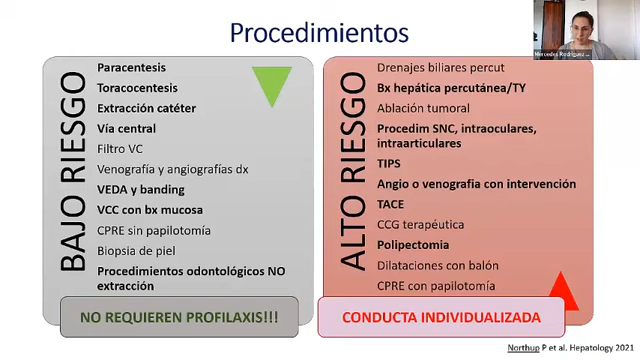 Procedimientos
Mercedes Rodriguez ...
BAJO RIESGO
Paracentesis
Toracocentesis
Extracción catéter
Vía central
Filtro VC
Venografía y angiografías dx
VEDA y banding
VCC con bx mucosa
CPRE sin papilotomía
Biopsia de piel
Procedimientos odontológicos NO
extracción
NO REQUIEREN PROFILAXIS!!!
ALTO RIESGO
Drenajes biliares percut
Bx hepática percutánea/TY
Ablación tumoral
Procedim SNC, intraoculares,
intraarticulares
TIPS
Angio o venografia con intervención
TACE
CCG terapéutica
Polipectomia
Dilataciones con balón
CPRE con papilotomía
CONDUCTA INDIVIDUALIZADA
Northup P et al. Hepatology 2021